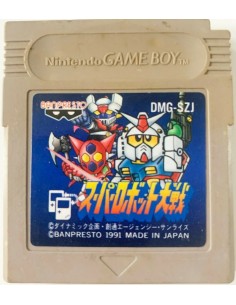 Nintendo GAME BOY™
BANPRESTO
DMG-SZJ
スーパーロボット大戦
©ダイナミック企画・創通エージェンシー・サンライズ
©BANPRESTO 1991 MADE IN JAPAN